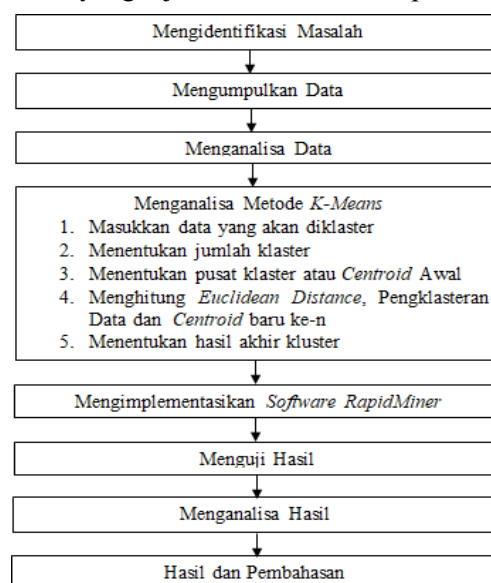 Mengidentifikasi Masalah
Mengumpulkan Data
Menganalisa Data
Menganalisa Metode K-Means
1. Masukkan data yang akan diklaster
2. Menentukan jumlah klaster
3. Menentukan pusat klaster atau Centroid Awal
4. Menghitung Euclidean Distance, Pengklasteran
Data dan Centroid baru ke-n
5. Menentukan hasil akhir kluster
Mengimplementasikan Software RapidMiner
Menguji Hasil
Menganalisa Hasil
Hasil dan Pembahasan